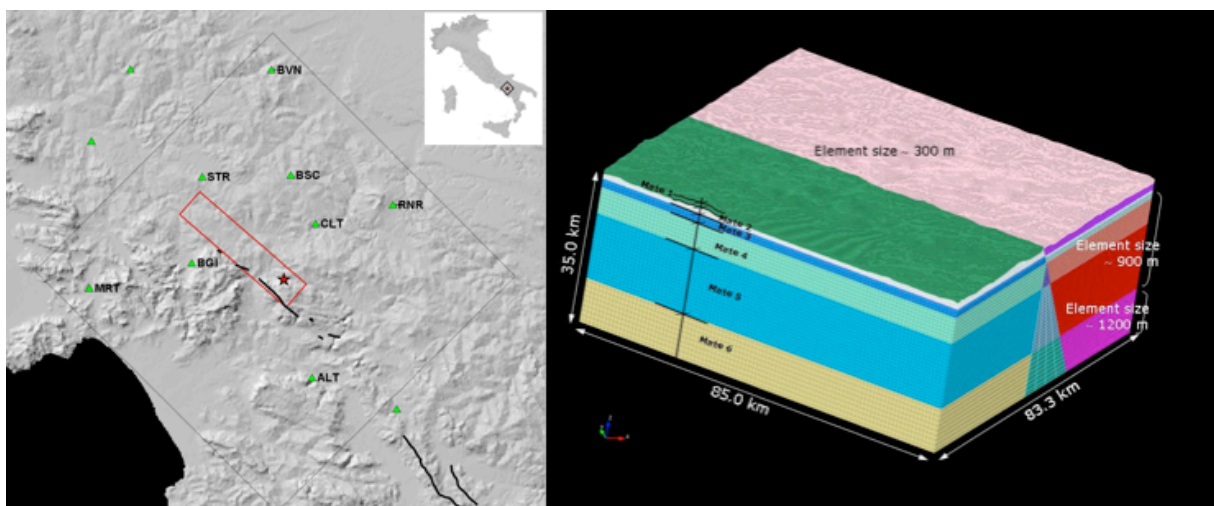 BVN
STR
BSC
RNR
CLT
BGI
MRT
ALT
Element size ~ 300 m
Mate 1
Mate 2
Mate 3
Mate 4
Mate 5
Mate 6
35.0 km
85.0 km
83.3 km
Element size
~ 900 m
Element size
~ 1200 m